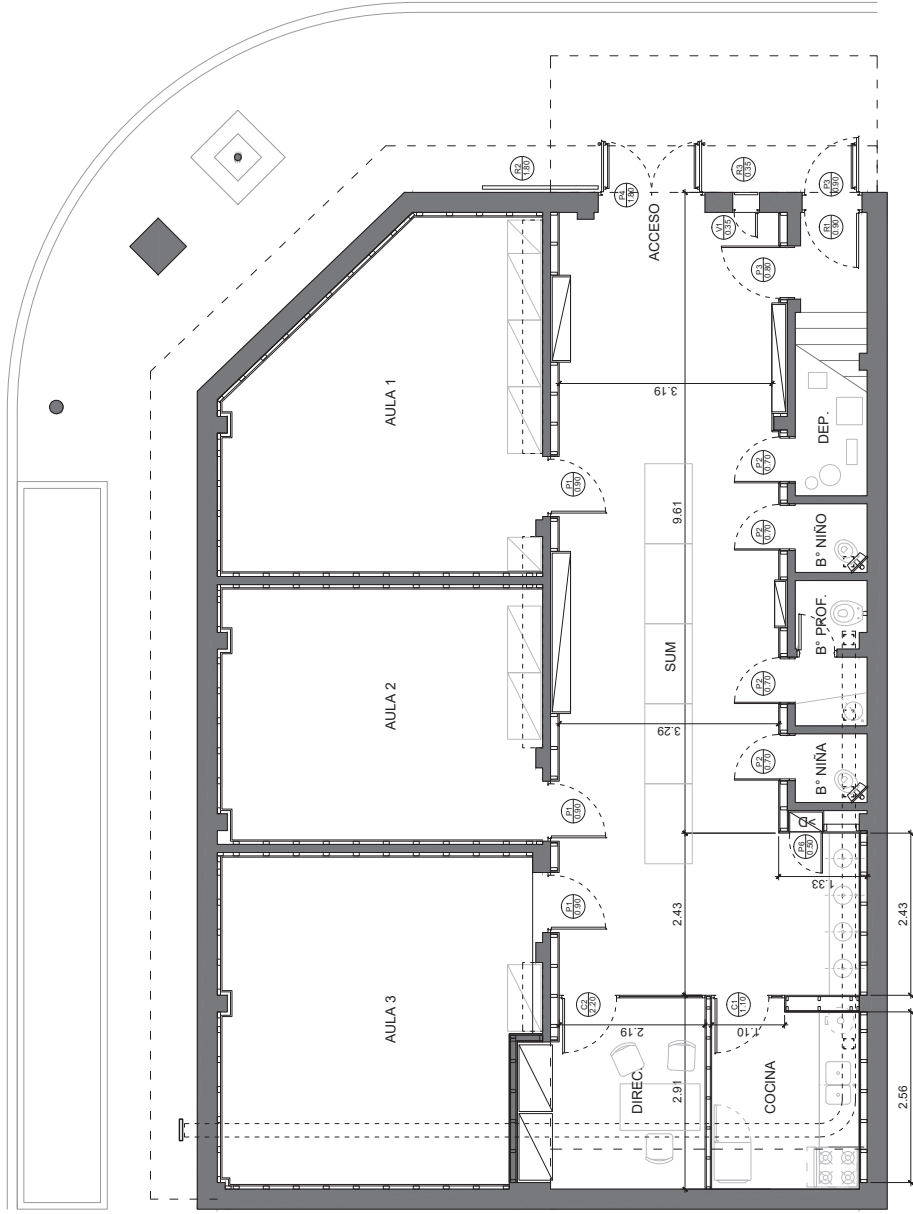 R2
1.80
P4
1.80
ACCESO
R3
0.35
V1
0.35
P3
0.90
R1
0.90
P3
0.80
AULA 1
3.19
DEP.
P1
0.90
P2
0.70
9.61
P2
0.70
B° NIÑO
B° PROF.
AULA 2
SUM
3.29
P2
0.70
P2
0.70
B° NIÑA
VD
P1
0.90
P6
0.50
1.33
P1
0.90
2.43
2.43
AULA 3
C2
2.20
C1
1.10
2.19
1.10
DIREC.
2.91
COCINA
2.56